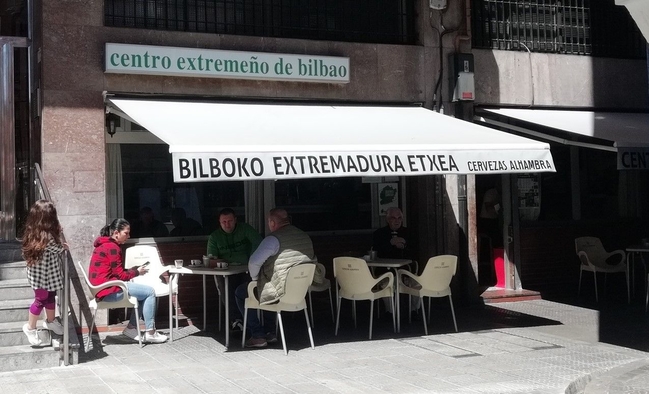 centro extremeño de bilbao
BILBOKO EXTREMADURA ETXEA CERVEZAS ALHAMBRA